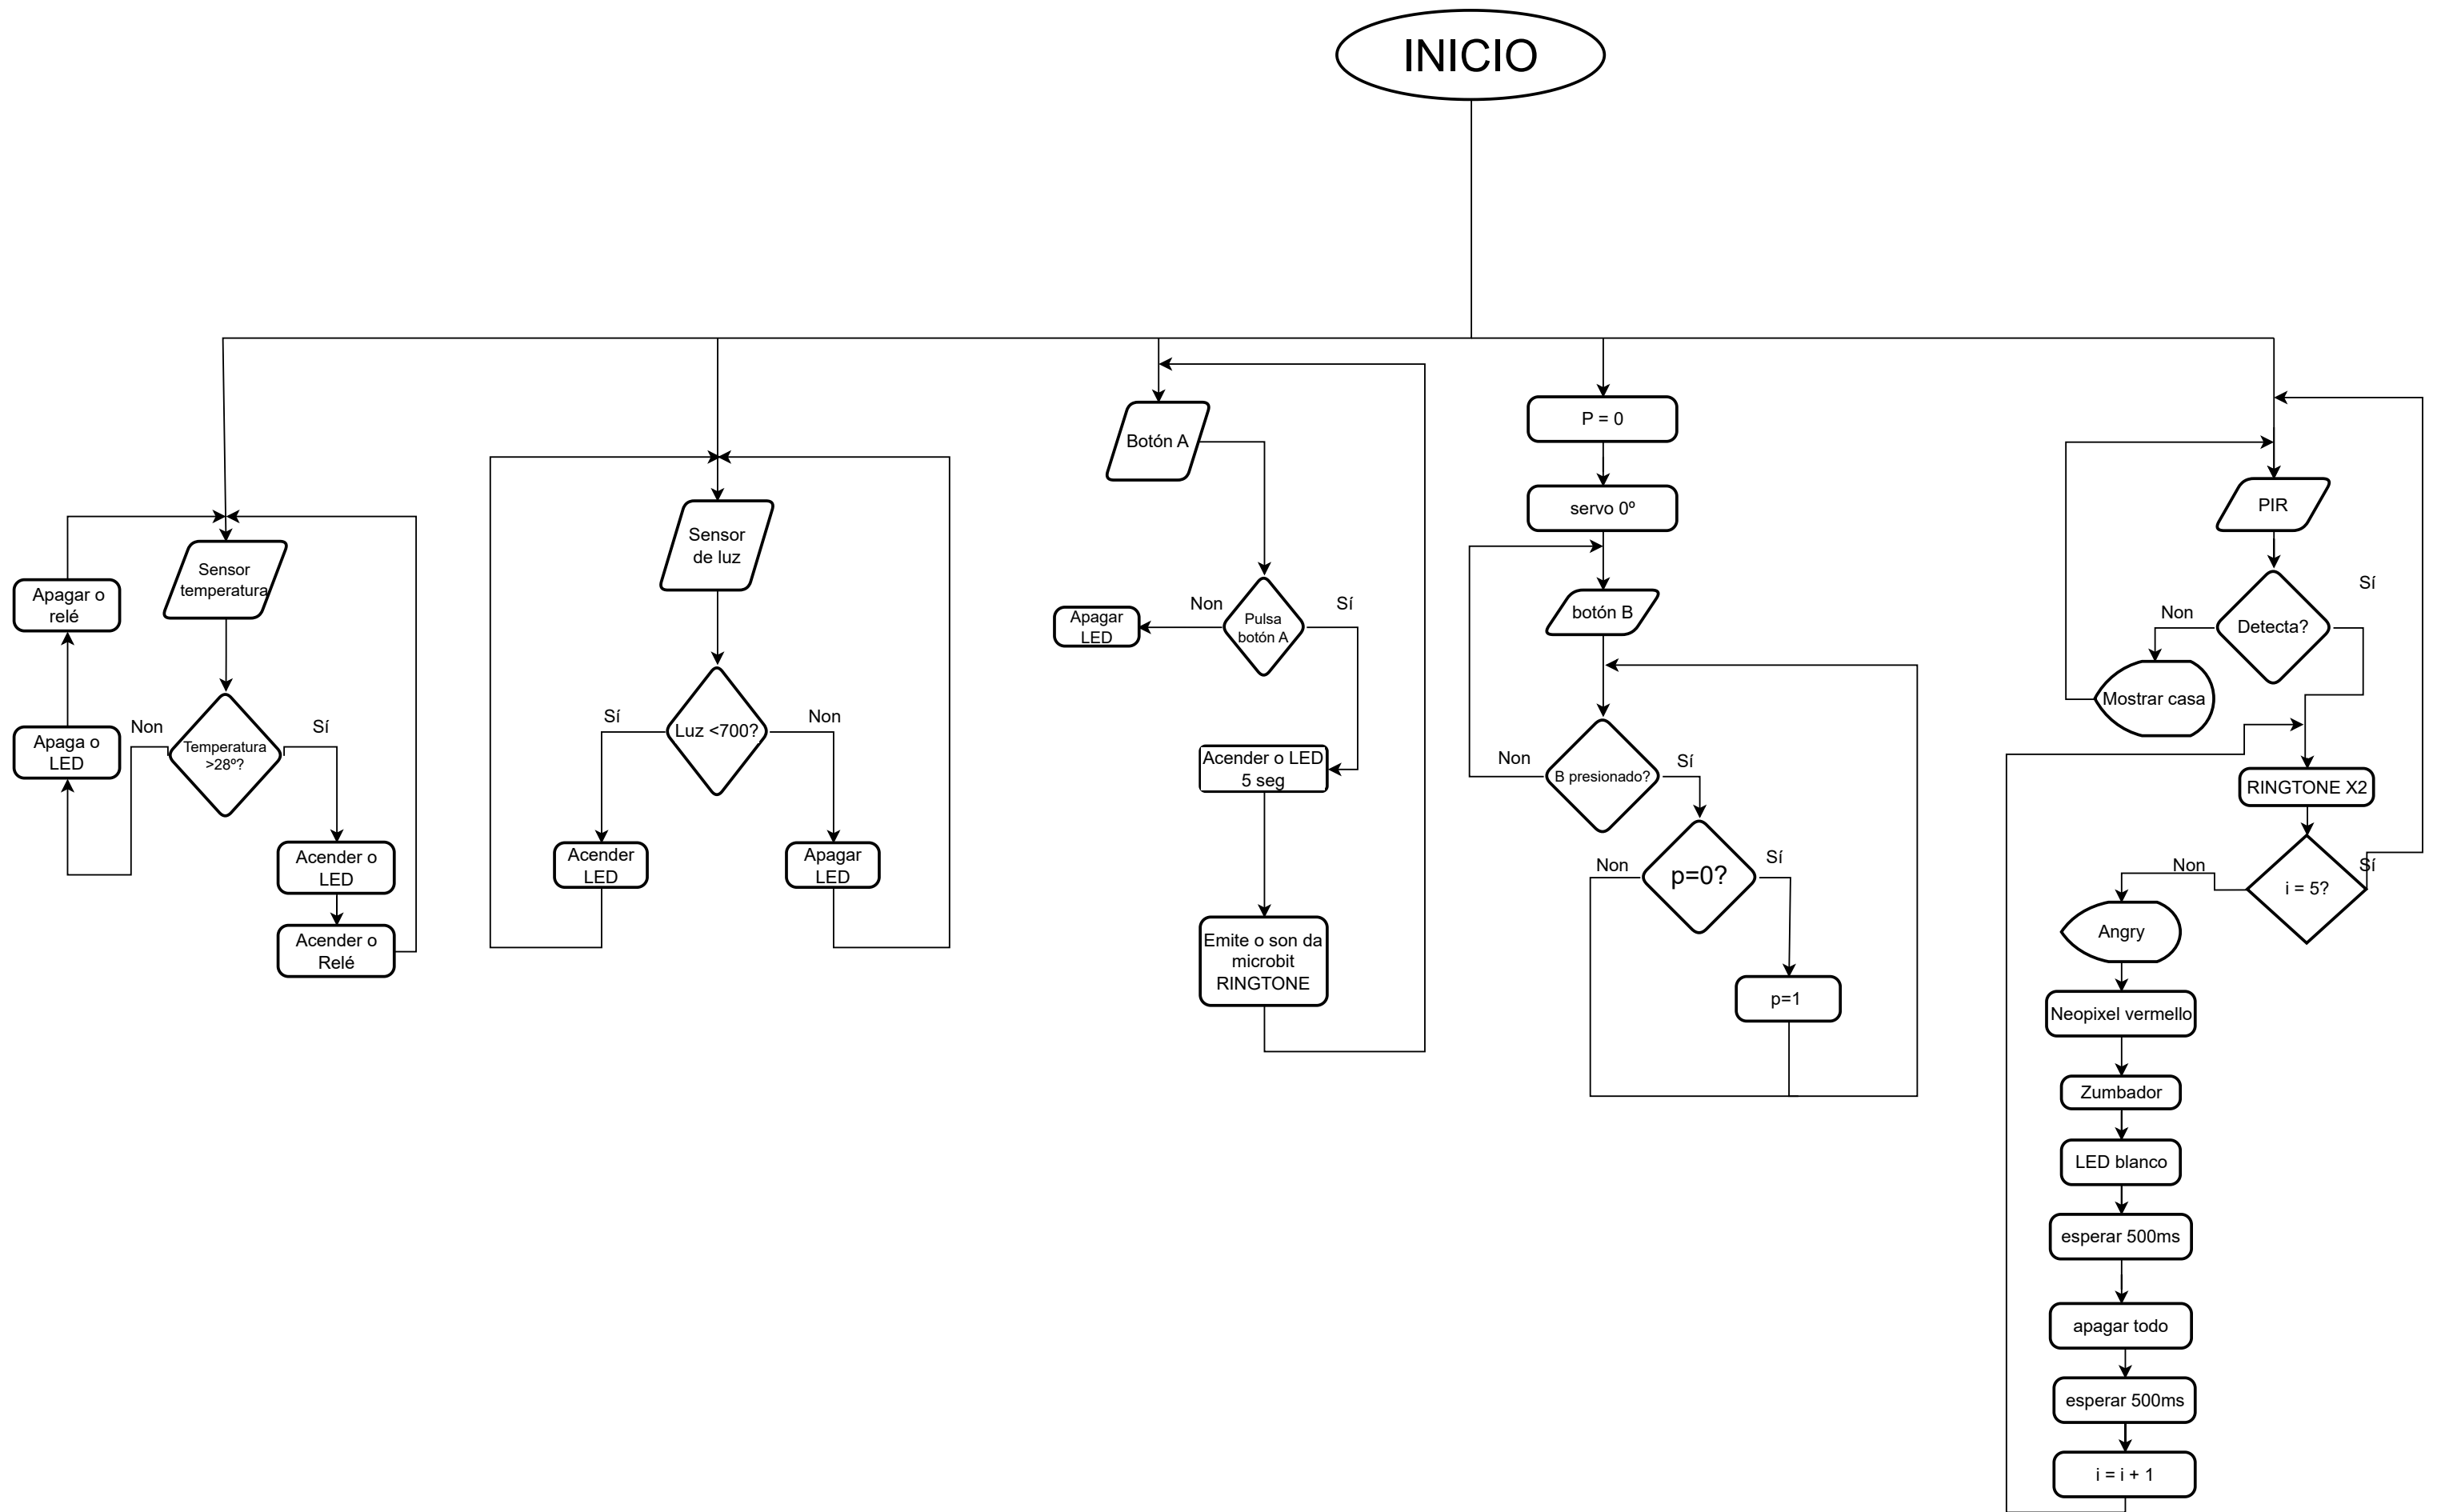 INICIO
Sensor
temperatura
Apagar o
relé
Apaga o
LED
Non
Temperatura
>28º?
Sí
Acender o
LED
Acender o
Relé
Sensor
de luz
Sí
Luz <700?
Non
Acender
LED
Apagar
LED
Botón A
Apagar
LED
Non
Pulsa
botón A
Sí
Acender o LED
5 seg
Emite o son da
microbit
RINGTONE
P = 0
servo 0º
botón B
Non
B presionado?
Sí
Non
p=0?
Sí
p=1
PIR
Non
Detecta?
Sí
Mostrar casa
RINGTONE X2
Non
i = 5?
Sí
Angry
Neopixel vermello
Zumbador
LED blanco
esperar 500ms
apagar todo
esperar 500ms
i = i + 1